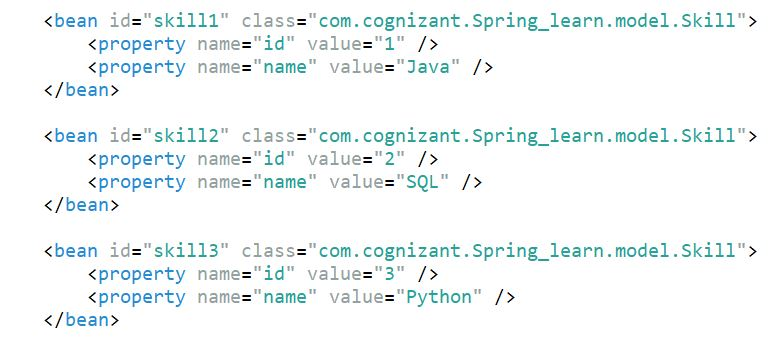 <bean id="skill1" class="com.cognizant.Spring_learn.model.Skill">
<property name="id" value="1" />
<property name="name" value="Java" />
</bean>
<bean id="skill2" class="com.cognizant.Spring_learn.model.Skill">
<property name="id" value="2" />
<property name="name" value="SQL" />
</bean>
<bean id="skill3" class="com.cognizant.Spring_learn.model.Skill">
<property name="id" value="3" />
<property name="name" value="Python" />
</bean>